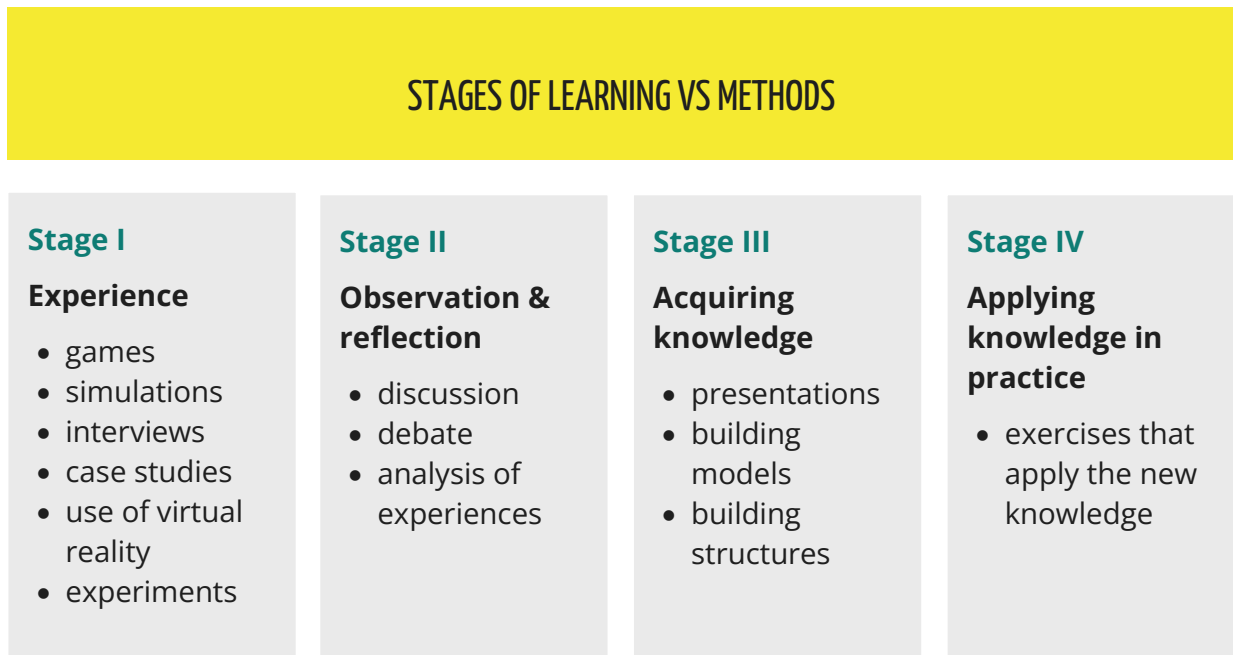 STAGES OF LEARNING VS METHODS
Stage I
Experience
• games
• simulations
• interviews
• case studies
• use of virtual
reality
• experiments
Stage II
Observation &
reflection
• discussion
• debate
• analysis of
experiences
Stage III
Acquiring
knowledge
• presentations
• building
models
• building
structures
Stage IV
Applying
knowledge in
practice
• exercises that
apply the new
knowledge